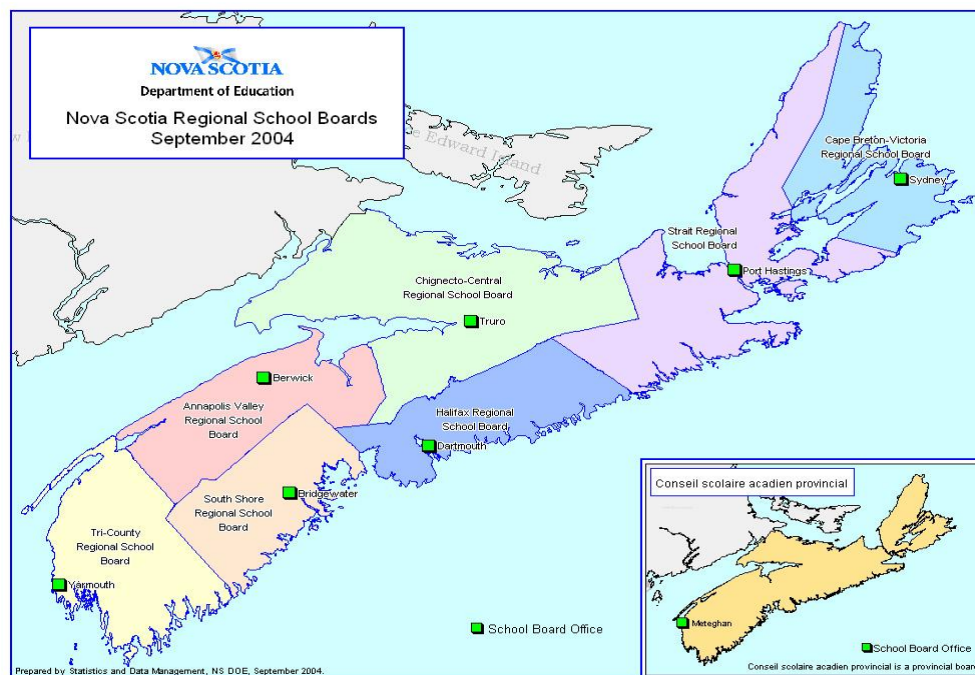 NOVA SCOTIA
Department of Education
Nova Scotia Regional School Boards
September 2004
Edward Island
Cape Breton-Victoria
Regional School Board
Sydney
Strait Regional
School Board
Port Hastings
Chignecto-Central
Regional School Board
Truro
Berwick
Annapolis Valley
Regional School
Board
Halifax Regional
School Board
Dartmouth
South Shore
Regional School
Board
Bridgewater
Tri-County
Regional School
Board
Yarmouth
School Board Office
Prepared by Statistics and Data Management, NS DOE, September 2004.
Conseil scolaire acadien provincial
Meteghan
School Board Office
Conseil scolaire acadien provincial is a provincial board